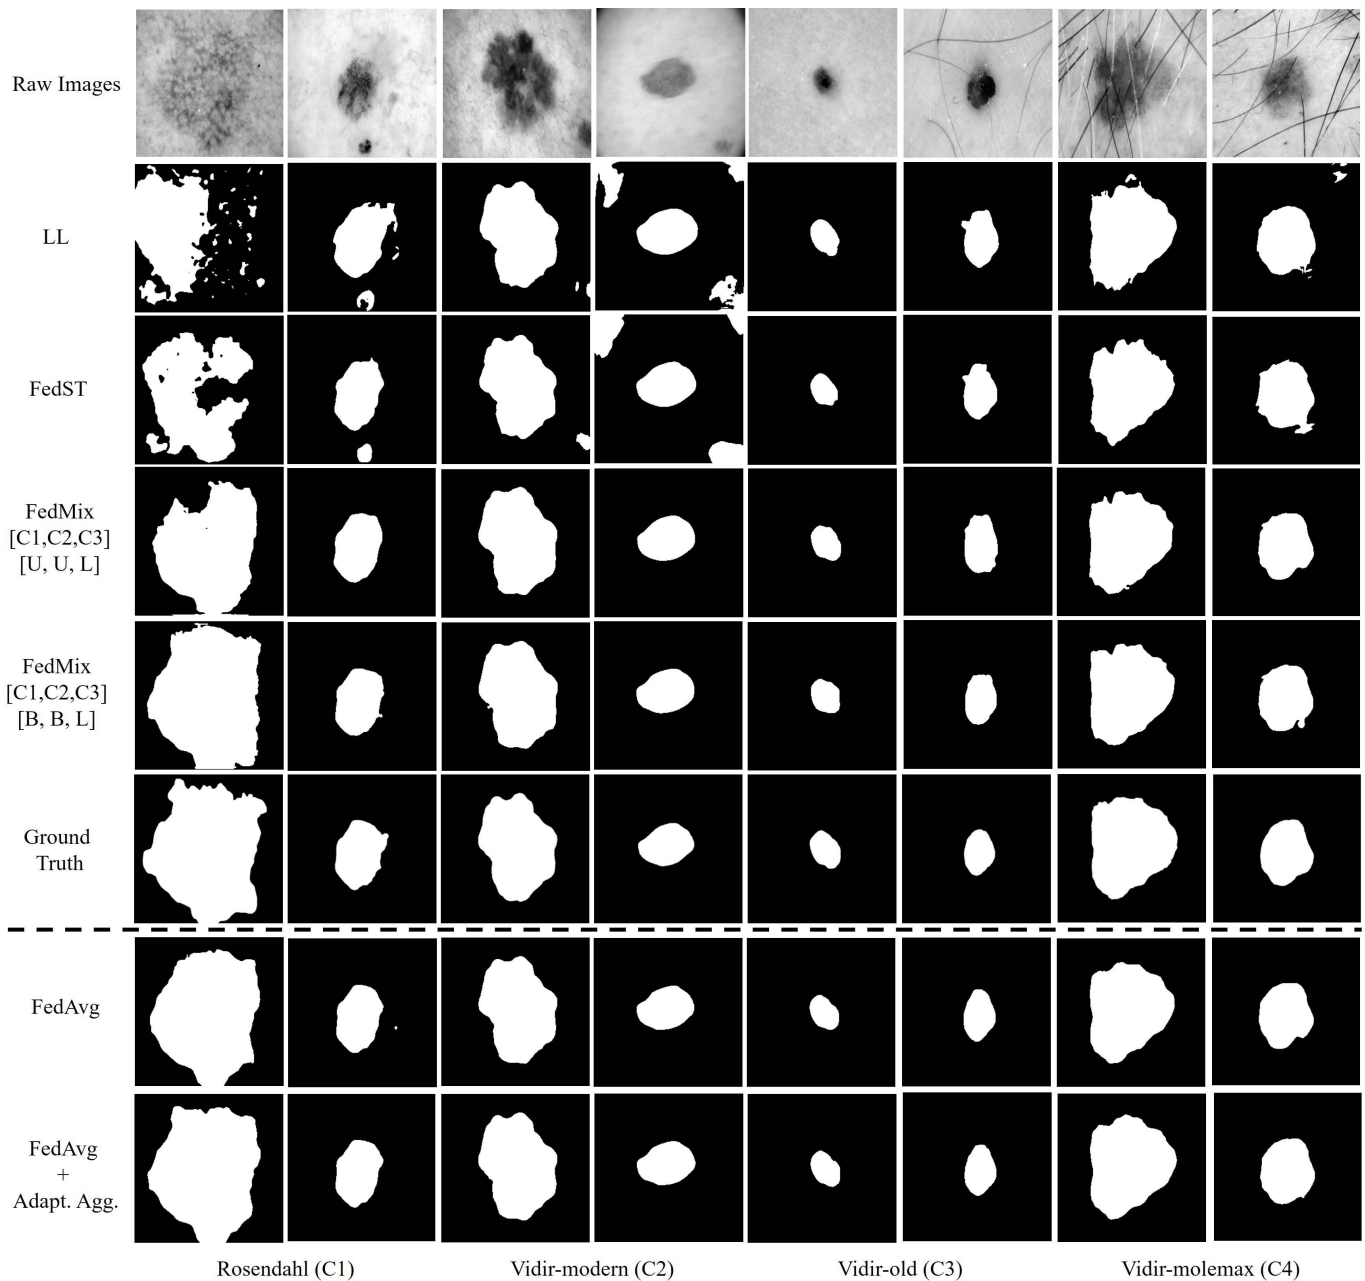 Raw Images
LL
FedST
FedMix
[C1,C2,C3]
[U, U, L]
FedMix
[C1,C2,C3]
[B, B, L]
Ground
Truth
FedAvg
FedAvg
+
Adapt. Agg.
Rosendahl (C1)
Vidir-modern (C2)
Vidir-old (C3)
Vidir-molemax (C4)